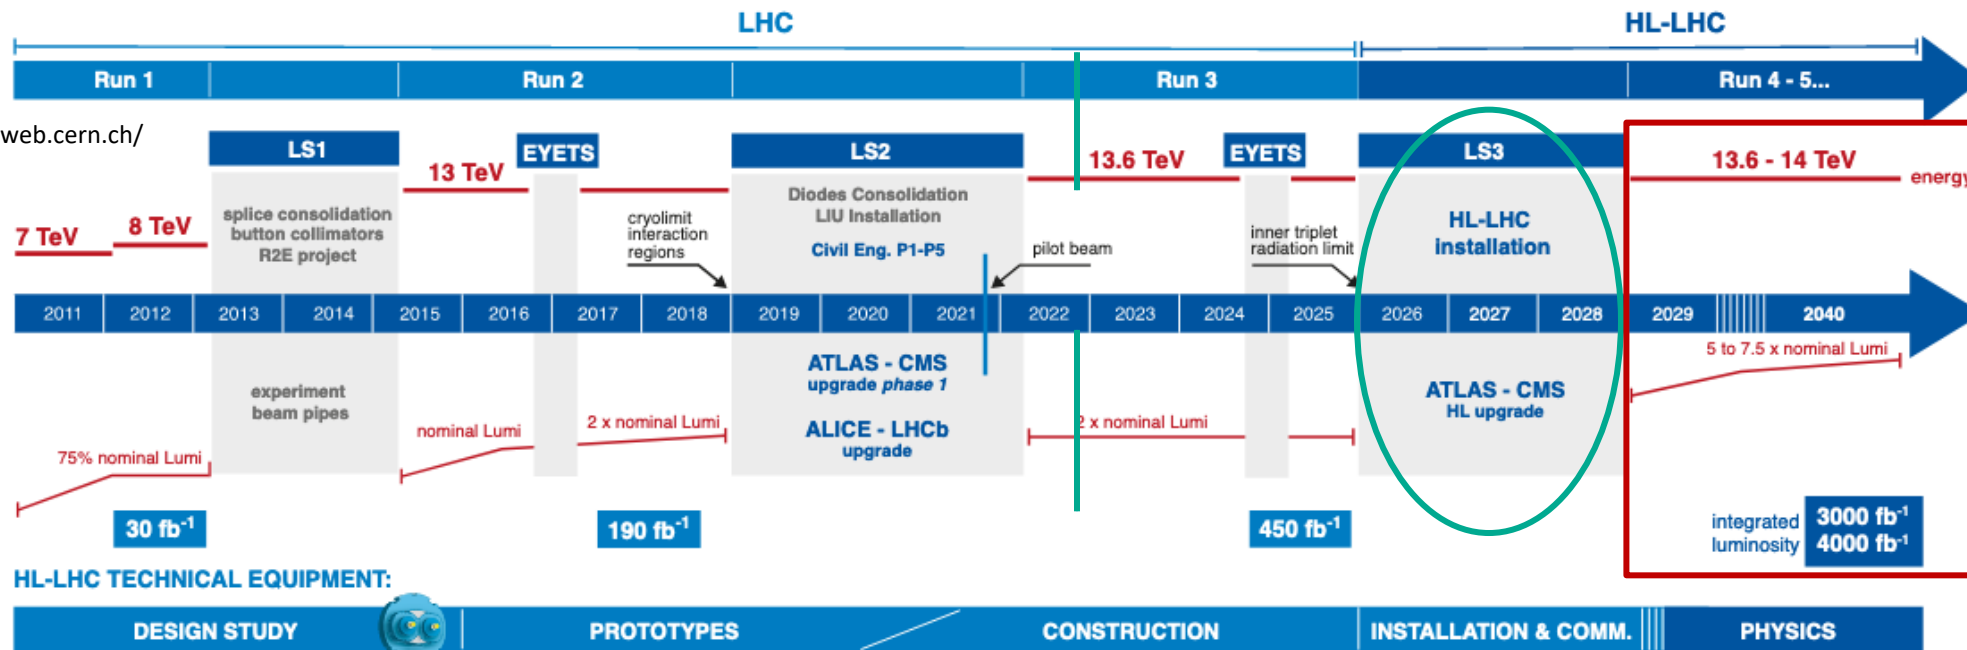 LHC
HL-LHC
Run 1
Run 2
Run 3
Run 4 - 5...
web.cern.ch/
LS1
EYETS
LS2
EYETS
LS3
13 TeV
13.6 TeV
13.6 - 14 TeV
energy
7 TeV
8 TeV
splice consolidation
button collimators
R2E project
cryolimit
interaction
regions
Diodes Consolidation
LIU Installation
Civil Eng. P1-P5
pilot beam
inner triplet
radiation limit
HL-LHC
installation
2011
2012
2013
2014
2015
2016
2017
2018
2019
2020
2021
2022
2023
2024
2025
2026
2027
2028
2029
2040
5 to 7.5 x nominal Lumi
experiment
beam pipes
ATLAS - CMS
upgrade phase 1
ALICE - LHCb
upgrade
ATLAS - CMS
HL upgrade
75% nominal Lumi
nominal Lumi
2 x nominal Lumi
2 x nominal Lumi
30 fb⁻¹
190 fb⁻¹
450 fb⁻¹
integrated
luminosity
3000 fb⁻¹
4000 fb⁻¹
HL-LHC TECHNICAL EQUIPMENT:
DESIGN STUDY
PROTOTYPES
CONSTRUCTION
INSTALLATION & COMM.
PHYSICS